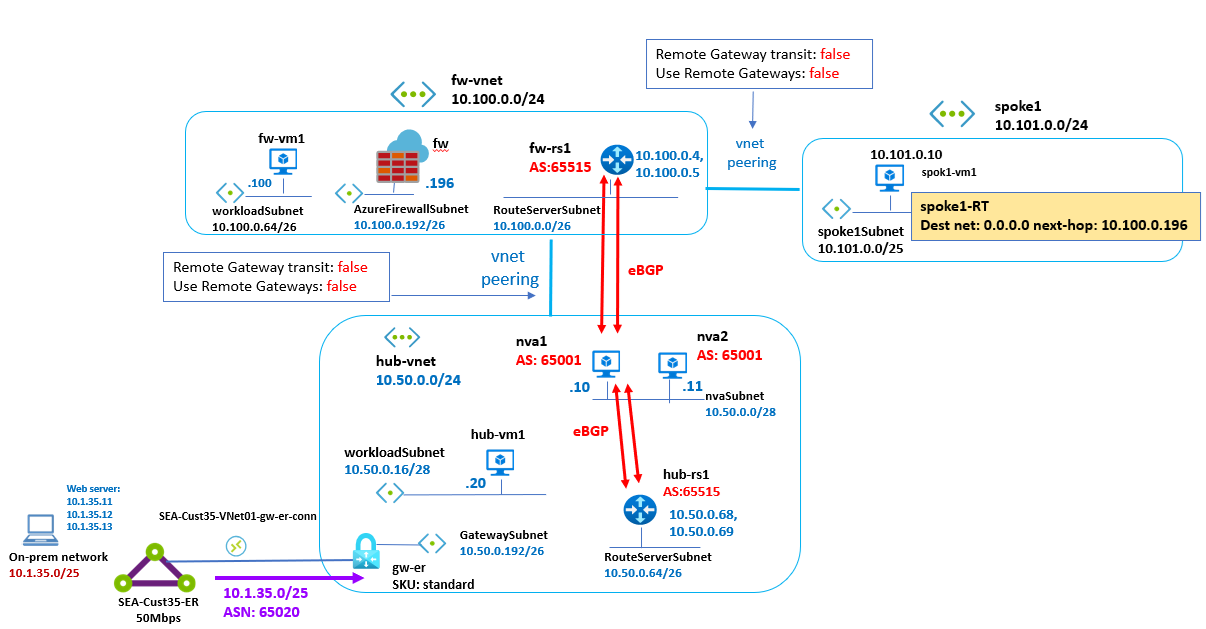 Remote Gateway transit: false
Use Remote Gateways: false
fw-vnet
10.100.0.0/24
spoke1
10.101.0.0/24
fw-vm1
.100
workloadSubnet
10.100.0.64/26
fw
.196
AzureFirewallSubnet
10.100.0.192/26
fw-rs1
AS:65515
10.100.0.4,
10.100.0.5
RouteServerSubnet
10.100.0.0/26
vnet
peering
10.101.0.10
spok1-vm1
spoke1Subnet
10.101.0.0/25
spoke1-RT
Dest net: 0.0.0.0 next-hop: 10.100.0.196
Remote Gateway transit: false
Use Remote Gateways: false
vnet
peering
eBGP
hub-vnet
10.50.0.0/24
nva1
AS: 65001
.10
nva2
AS: 65001
.11
nvaSubnet
10.50.0.0/28
eBGP
hub-vm1
workloadSubnet
10.50.0.16/28
.20
hub-rs1
AS:65515
10.50.0.68,
10.50.0.69
RouteServerSubnet
10.50.0.64/26
GatewaySubnet
10.50.0.192/26
gw-er
SKU: standard
Web server:
10.1.35.11
10.1.35.12
10.1.35.13
SEA-Cust35-VNet01-gw-er-conn
On-prem network
10.1.35.0/25
SEA-Cust35-ER
50Mbps
10.1.35.0/25
ASN: 65020